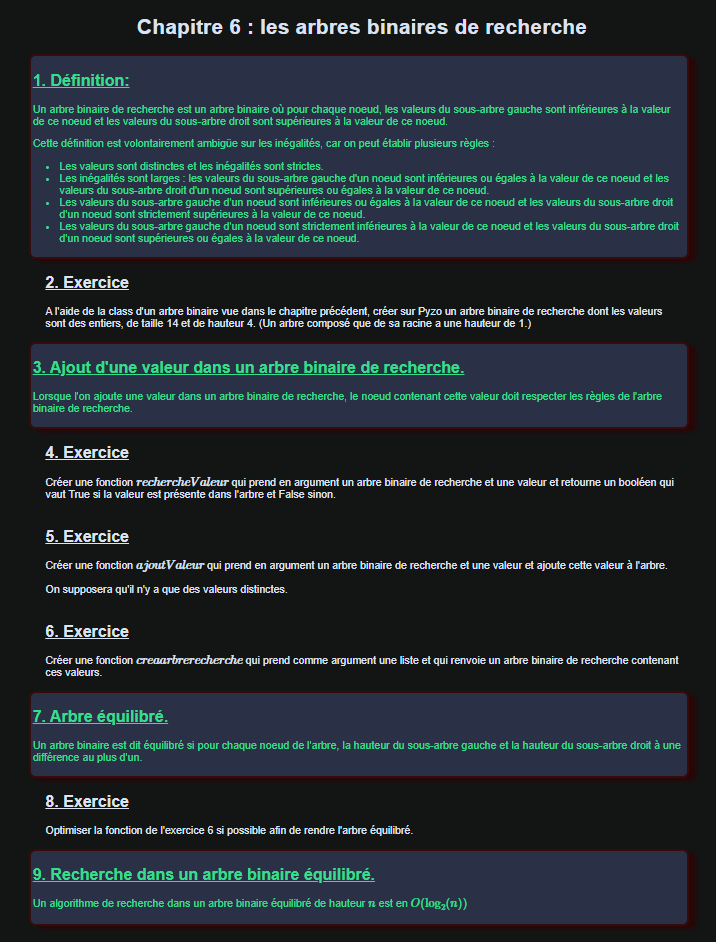 Chapitre 6 : les arbres binaires de recherche
1. Définition:
Un arbre binaire de recherche est un arbre binaire où pour chaque noeud, les valeurs du sous-arbre gauche sont inférieures à la valeur
de ce noeud et les valeurs du sous-arbre droit sont supérieures à la valeur de ce noeud.
Cette définition est volontairement ambigüe sur les inégalités, car on peut établir plusieurs règles :
• Les valeurs sont distinctes et les inégalités sont strictes.
• Les inégalités sont larges : les valeurs du sous-arbre gauche d'un noeud sont inférieures ou égales à la valeur de ce noeud et les
valeurs du sous-arbre droit d'un noeud sont supérieures ou égales à la valeur de ce noeud.
• Les valeurs du sous-arbre gauche d'un noeud sont inférieures ou égales à la valeur de ce noeud et les valeurs du sous-arbre droit
d'un noeud sont strictement supérieures à la valeur de ce noeud.
• Les valeurs du sous-arbre gauche d'un noeud sont strictement inférieures à la valeur de ce noeud et les valeurs du sous-arbre droit
d'un noeud sont supérieures ou égales à la valeur de ce noeud.
2. Exercice
A l'aide de la class d'un arbre binaire vue dans le chapitre précédent, créer sur Pyzo un arbre binaire de recherche dont les valeurs
sont des entiers, de taille 14 et de hauteur 4. (Un arbre composé que de sa racine a une hauteur de 1.)
3. Ajout d'une valeur dans un arbre binaire de recherche.
Lorsque l'on ajoute une valeur dans un arbre binaire de recherche, le noeud contenant cette valeur doit respecter les règles de l'arbre
binaire de recherche.
4. Exercice
Créer une fonction rechercheValeur qui prend en argument un arbre binaire de recherche et une valeur et retourne un booléen qui
vaut True si la valeur est présente dans l'arbre et False sinon.
5. Exercice
Créer une fonction ajoutValeur qui prend en argument un arbre binaire de recherche et une valeur et ajoute cette valeur à l'arbre.
On supposera qu'il n'y a que des valeurs distinctes.
6. Exercice
Créer une fonction creaarbrerecherche qui prend comme argument une liste et qui renvoie un arbre binaire de recherche contenant
ces valeurs.
7. Arbre équilibré.
Un arbre binaire est dit équilibré si pour chaque noeud de l'arbre, la hauteur du sous-arbre gauche et la hauteur du sous-arbre droit à une
différence au plus d'un.
8. Exercice
Optimiser la fonction de l'exercice 6 si possible afin de rendre l'arbre équilibré.
9. Recherche dans un arbre binaire équilibré.
Un algorithme de recherche dans un arbre binaire équilibré de hauteur n est en O(log₂(n))